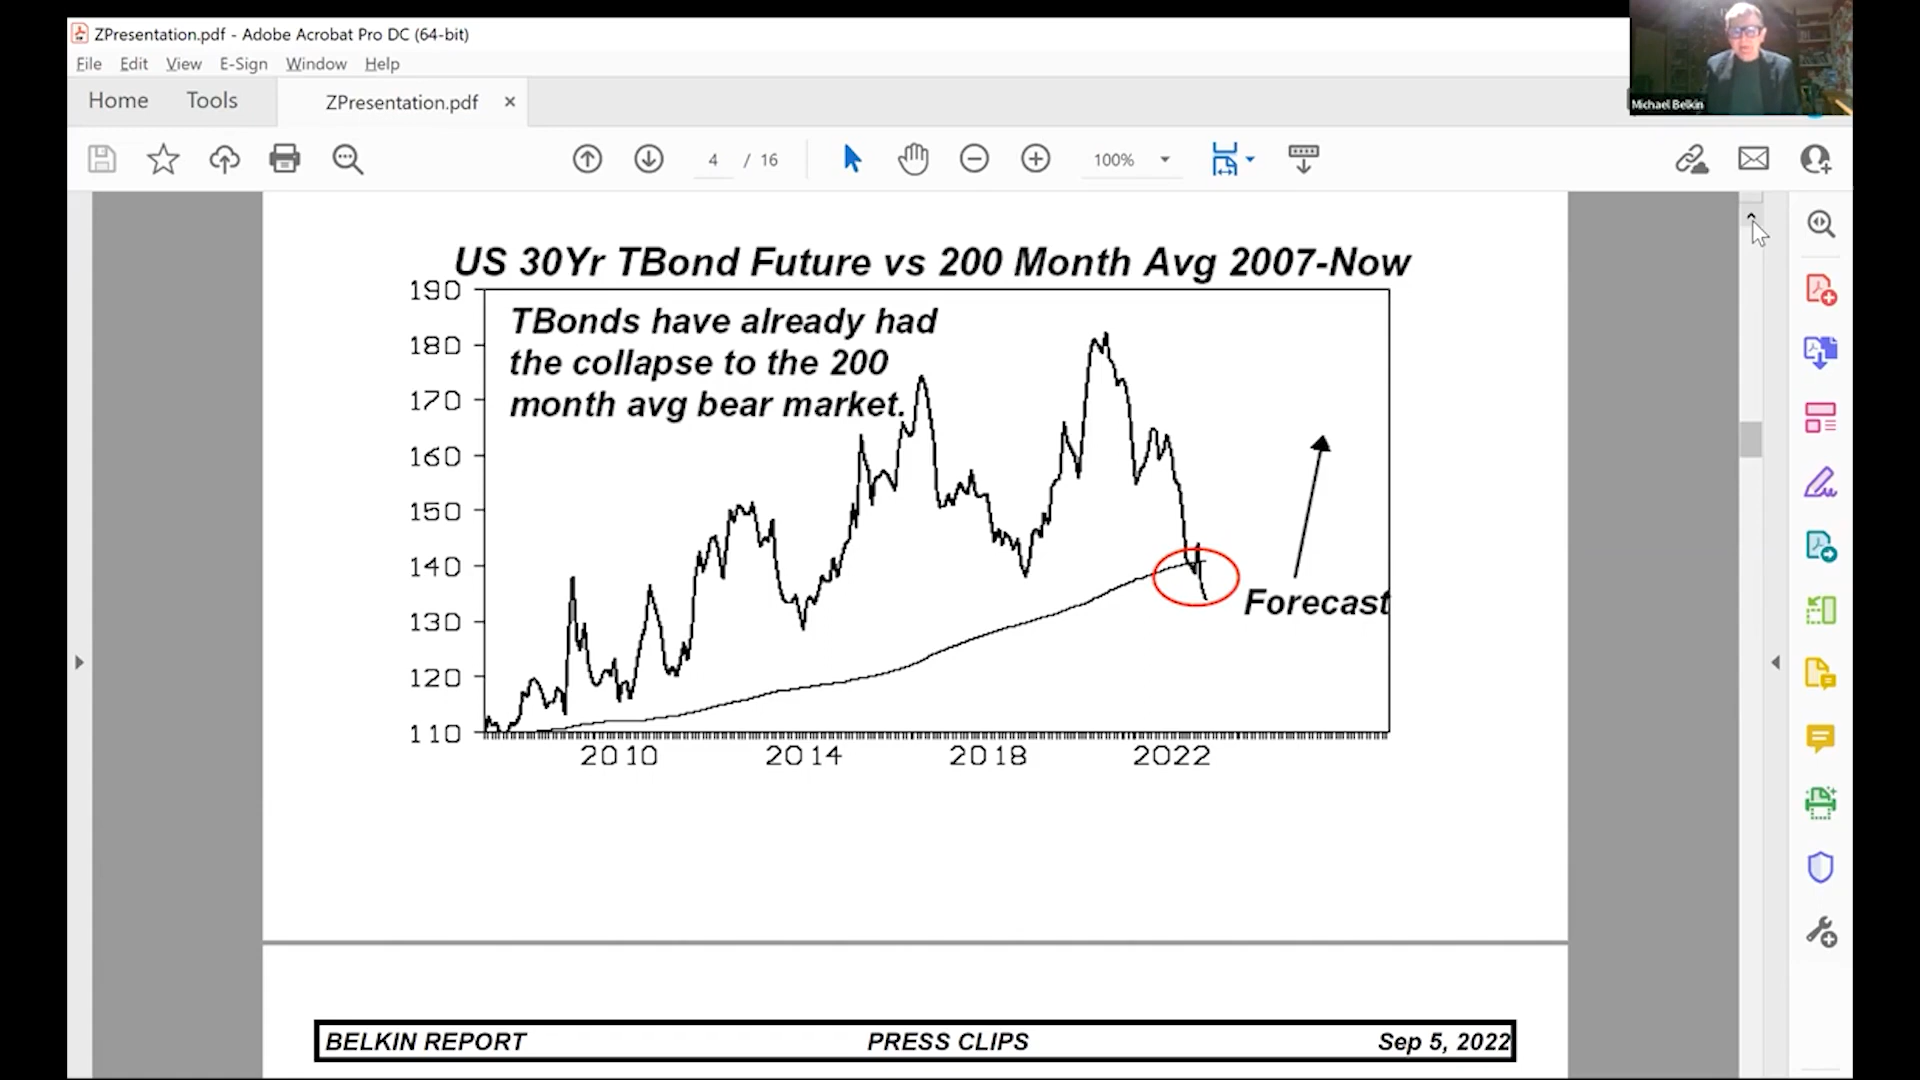 ZPresentation.pdf - Adobe Acrobat Pro DC (64-bit)
File Edit View E-Sign Window Help
Home Tools ZPresentation.pdf ×
4 / 16 100%
Michael Belkin
US 30Yr TBond Future vs 200 Month Avg 2007-Now
TBonds have already had
the collapse to the 200
month avg bear market.
190
180
170
160
150
140
130
120
110
Forecast
2010 2014 2018 2022
BELKIN REPORT PRESS CLIPS Sep 5, 2022